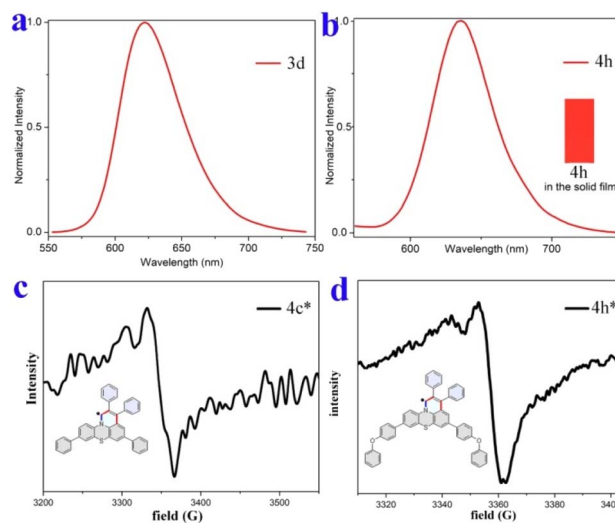 a
3d
Normalized Intensity
1.0
0.5
0.0
550
600
650
700
750
Wavelength (nm)
b
4h
Normalized Intensity
1.0
0.5
0.0
600
700
Wavelength (nm)
4h
in the solid film
c
4c*
Intensity
N
S
3200
3300
3400
3500
field (G)
d
4h*
Intensity
N
S
O
O
3320
3340
3360
3380
field (G)